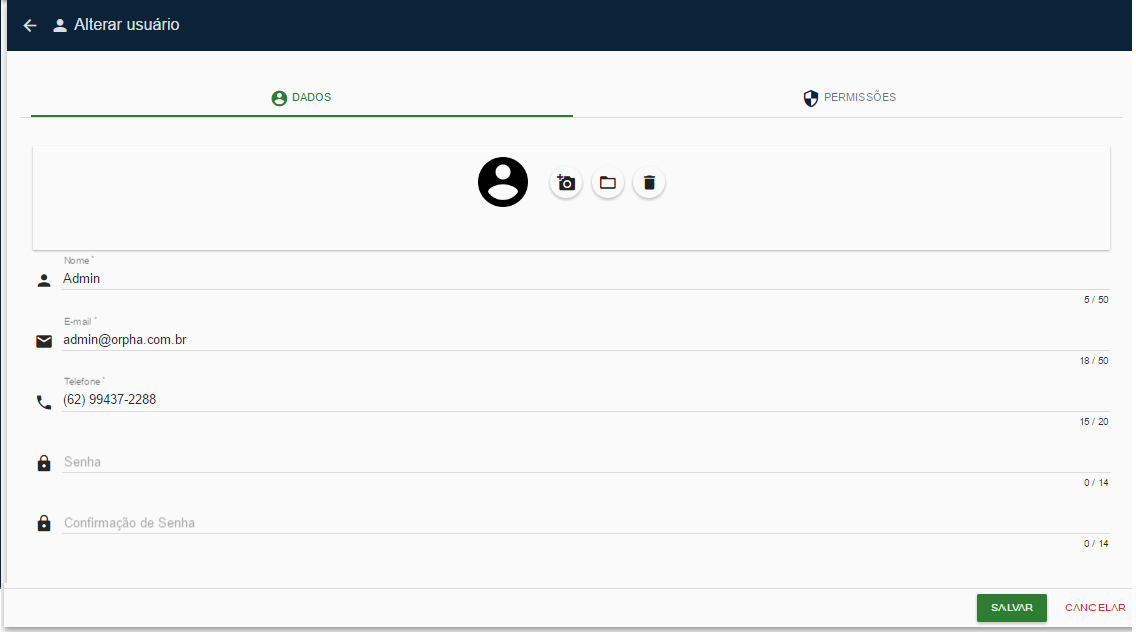 Alterar usuário
DADOS
PERMISSÕES
Nome *
Admin
5 / 50
E-mail *
admin@orpha.com.br
18 / 50
Telefone *
(62) 99437-2288
15 / 20
Senha
0 / 14
Confirmação de Senha
0 / 14
SALVAR
CANCELAR